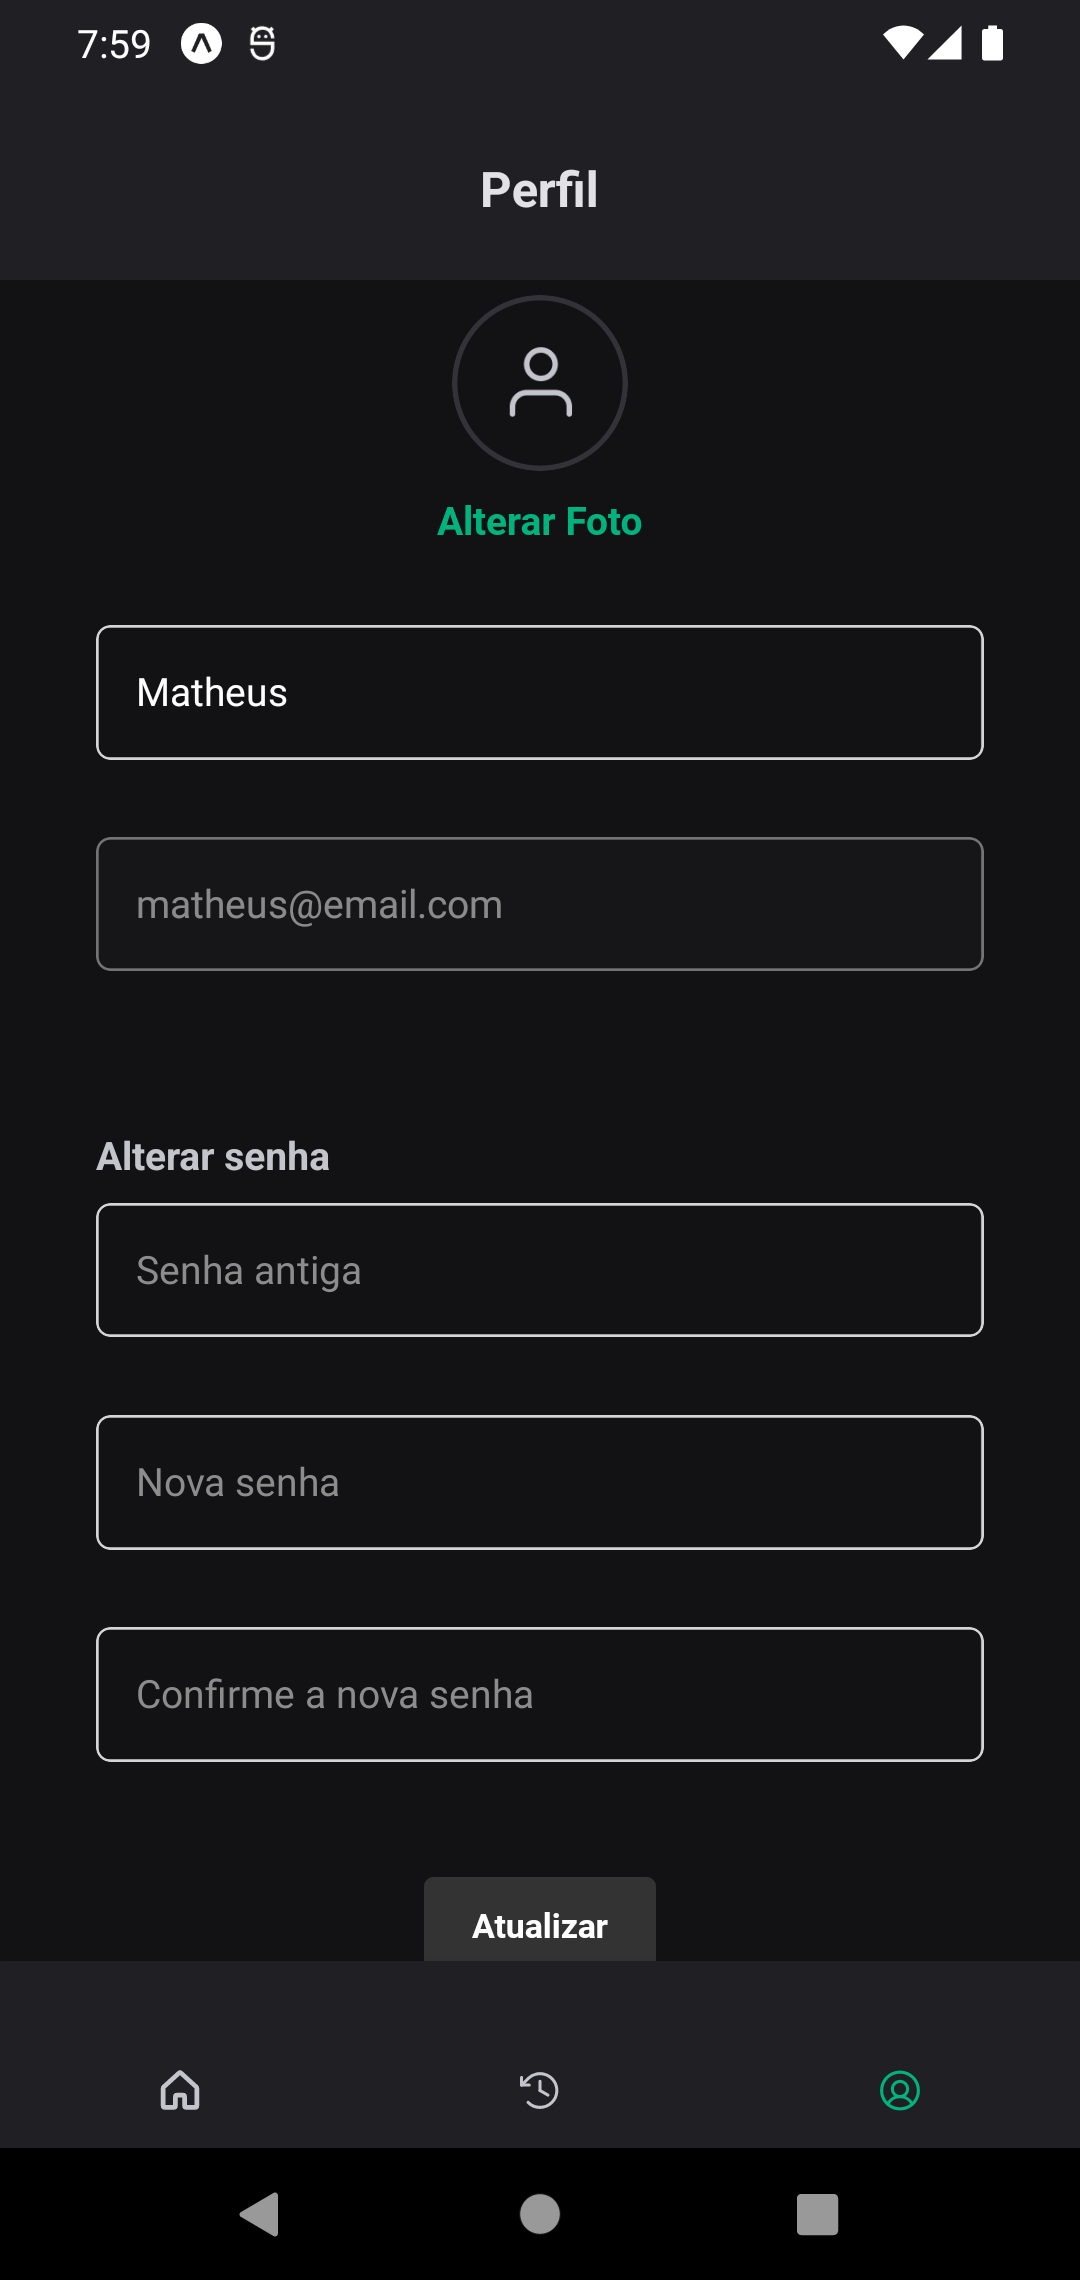 7:59
Perfil
Alterar Foto
Matheus
matheus@email.com
Alterar senha
Senha antiga
Nova senha
Confirme a nova senha
Atualizar